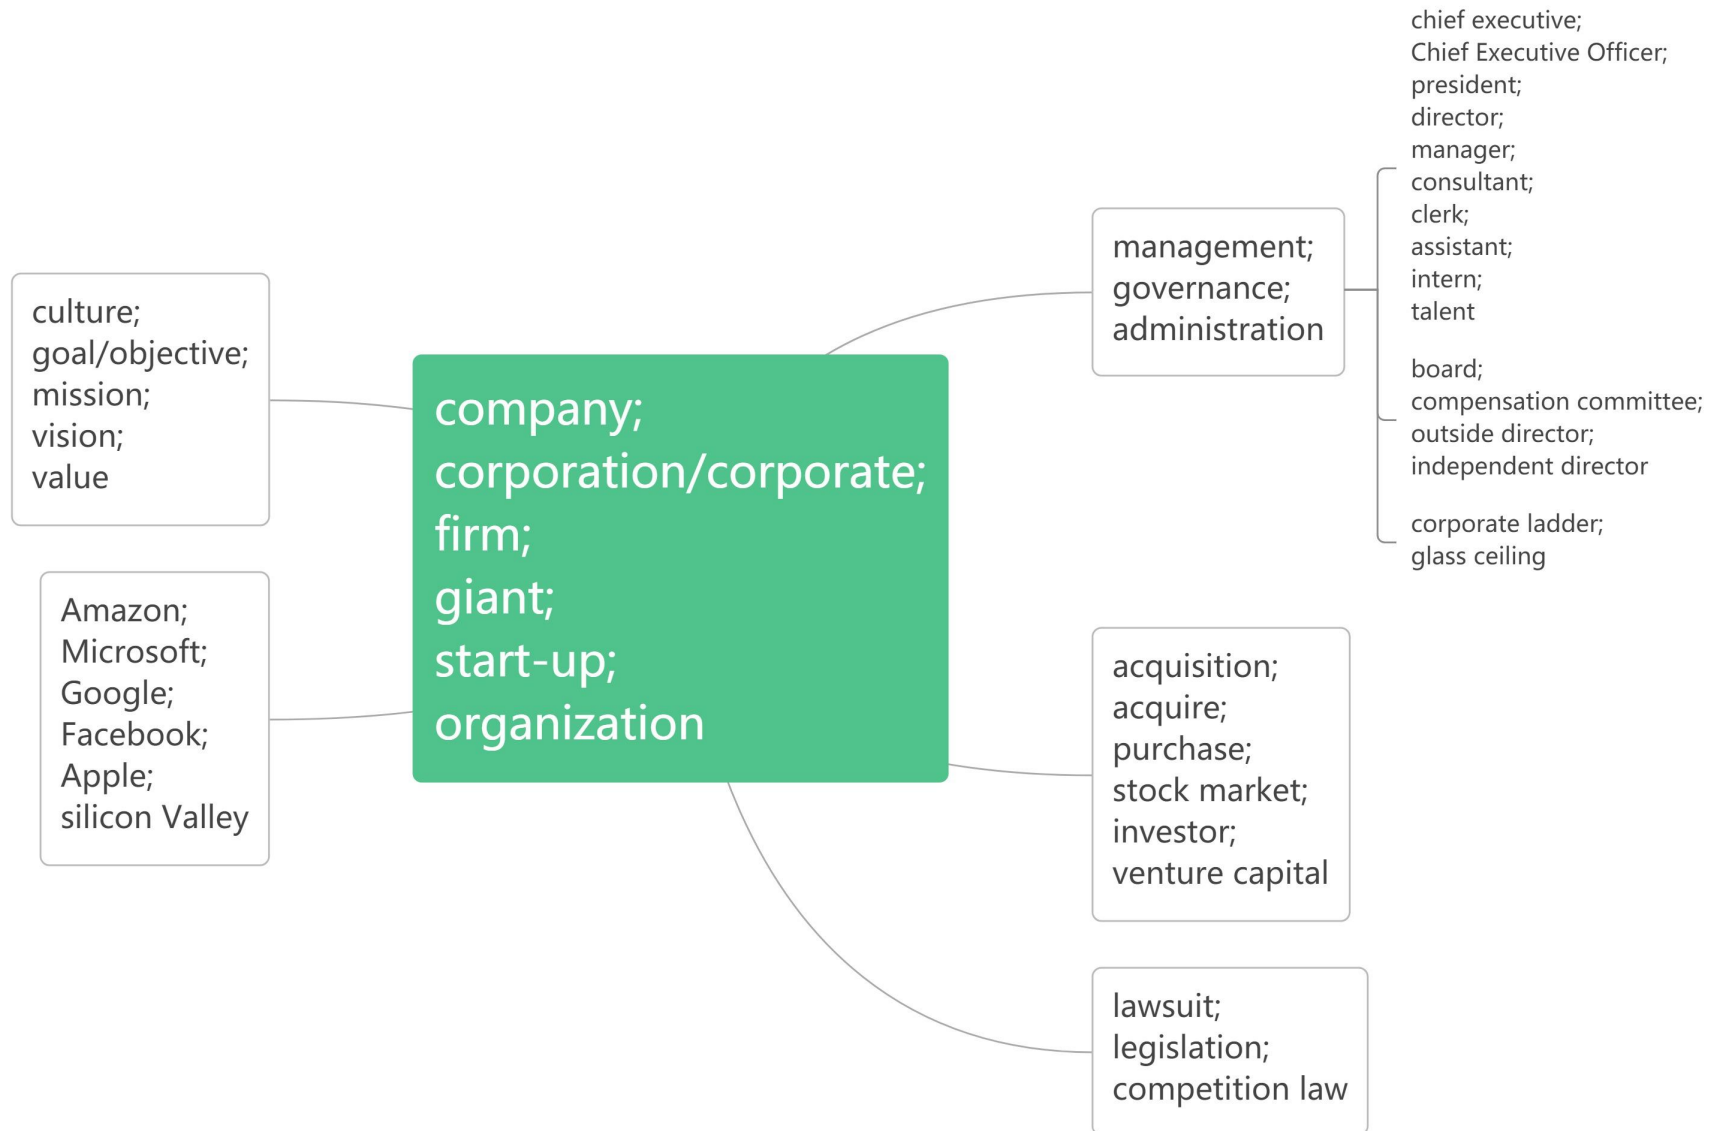 company;
corporation/corporate;
firm;
giant;
start-up;
organization
culture;
goal/objective;
mission;
vision;
value
Amazon;
Microsoft;
Google;
Facebook;
Apple;
silicon Valley
management;
governance;
administration
chief executive;
Chief Executive Officer;
president;
director;
manager;
consultant;
clerk;
assistant;
intern;
talent
board;
compensation committee;
outside director;
independent director
corporate ladder;
glass ceiling
acquisition;
acquire;
purchase;
stock market;
investor;
venture capital
lawsuit;
legislation;
competition law